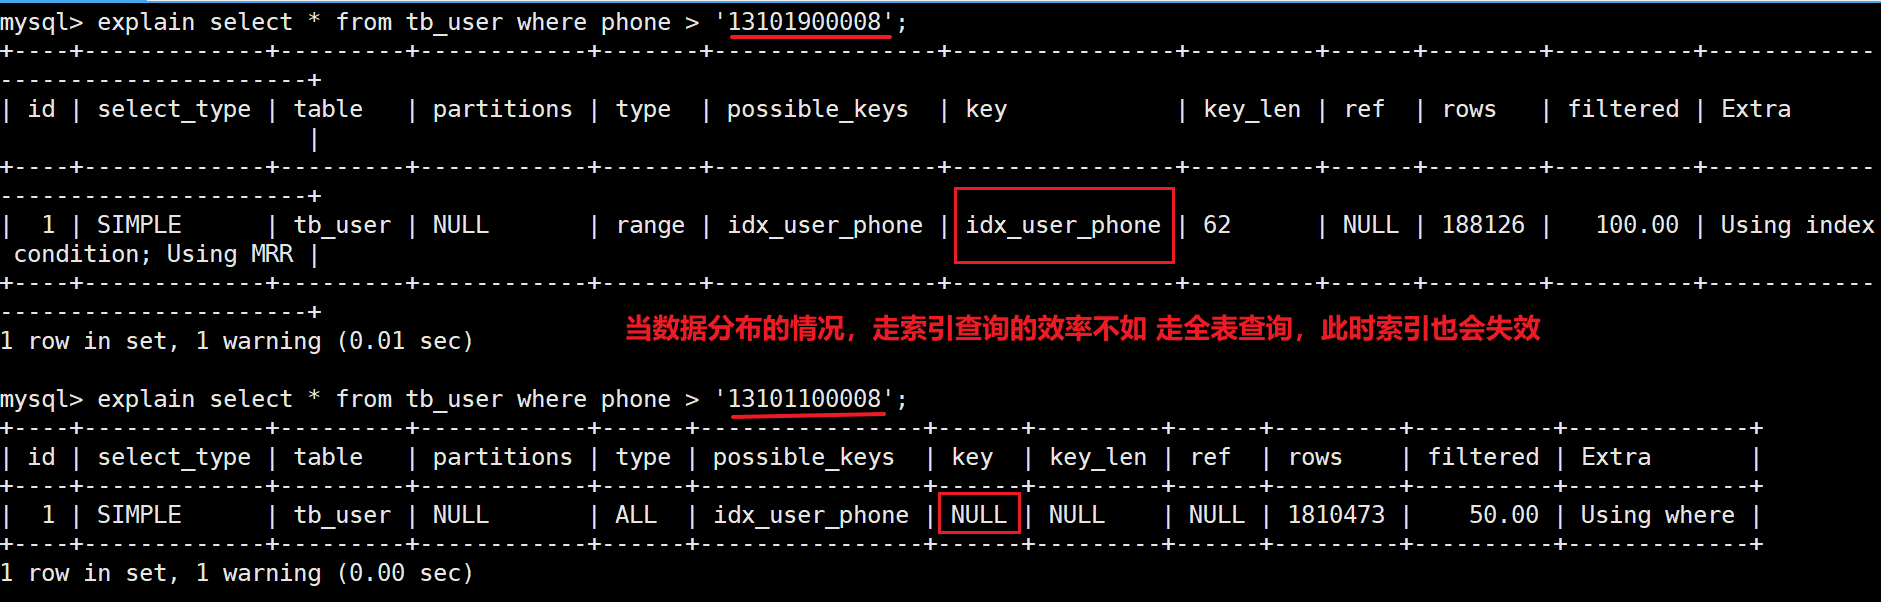 mysql> explain select * from tb_user where phone > '13101900008';
+----+-------------+---------+------------+-------+----------------+----------------+---------+------+--------+----------+------------
----------------------+
| id | select_type | table   | partitions | type  | possible_keys  | key            | key_len | ref  | rows   | filtered | Extra
                      |
+----+-------------+---------+------------+-------+----------------+----------------+---------+------+--------+----------+------------
----------------------+
|  1 | SIMPLE      | tb_user | NULL       | range | idx_user_phone | idx_user_phone | 62      | NULL | 188126 |   100.00 | Using index
 condition; Using MRR |
+----+-------------+---------+------------+-------+----------------+----------------+---------+------+--------+----------+------------
----------------------+
当数据分布的情况，走索引查询的效率不如 走全表查询，此时索引也会失效
1 row in set, 1 warning (0.01 sec)
mysql> explain select * from tb_user where phone > '13101100008';
+----+-------------+---------+------------+------+----------------+------+---------+------+---------+----------+-------------+
| id | select_type | table   | partitions | type | possible_keys  | key  | key_len | ref  | rows    | filtered | Extra       |
+----+-------------+---------+------------+------+----------------+------+---------+------+---------+----------+-------------+
|  1 | SIMPLE      | tb_user | NULL       | ALL  | idx_user_phone | NULL | NULL    | NULL | 1810473 |    50.00 | Using where |
+----+-------------+---------+------------+------+----------------+------+---------+------+---------+----------+-------------+
1 row in set, 1 warning (0.00 sec)